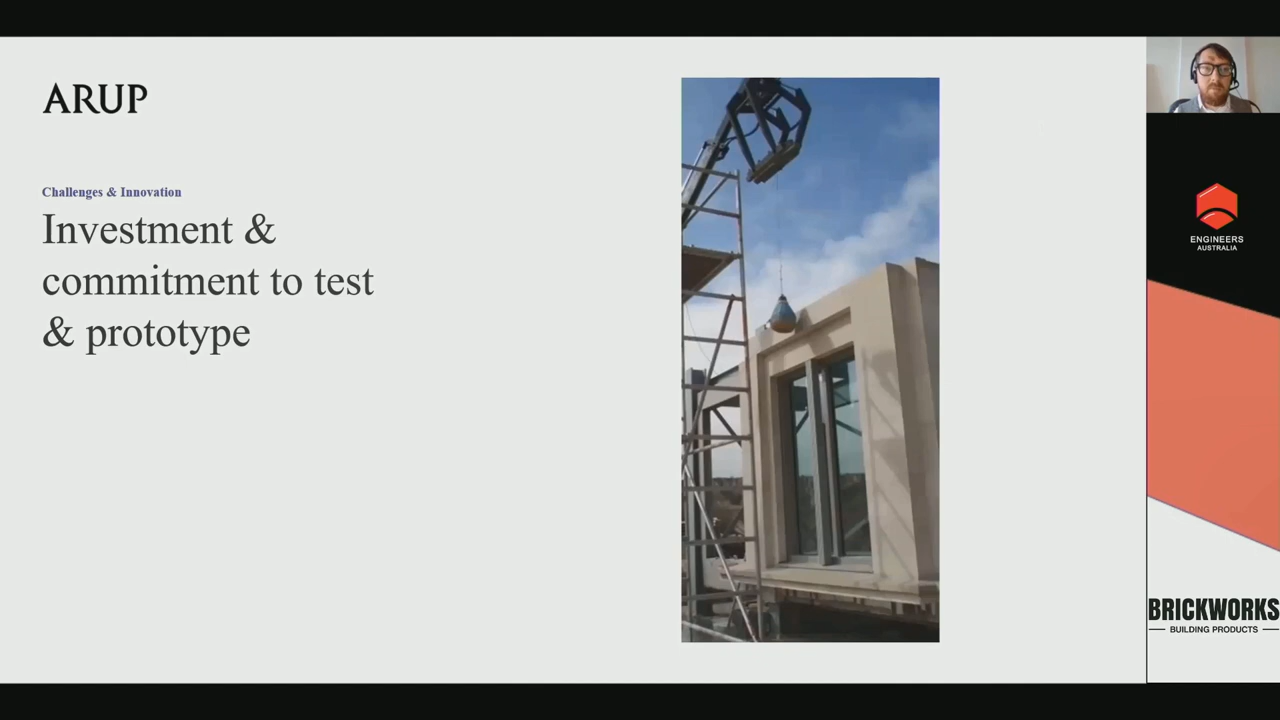 ARUP
Challenges & Innovation
Investment &
commitment to test
& prototype
ENGINEERS
AUSTRALIA
BRICKWORKS
BUILDING PRODUCTS